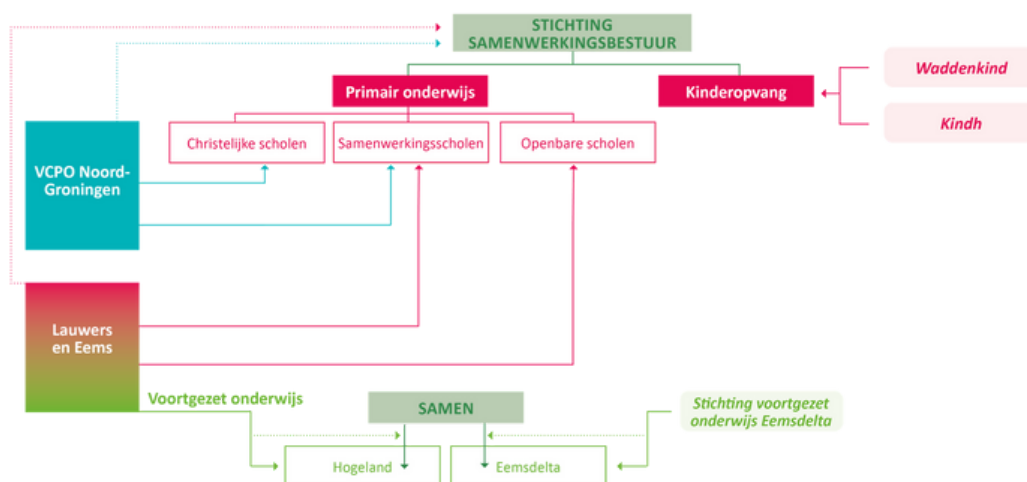 STICHTING
SAMENWERKINGSBESTUUR
Primair onderwijs
Kinderopvang
Waddenkind
Kindh
Christelijke scholen
Samenwerkingsscholen
Openbare scholen
VCPO Noord-
Groningen
Lauwers
en Eems
Voortgezet onderwijs
SAMEN
Stichting voortgezet
onderwijs Eemsdelta
Hogeland
Eemsdelta